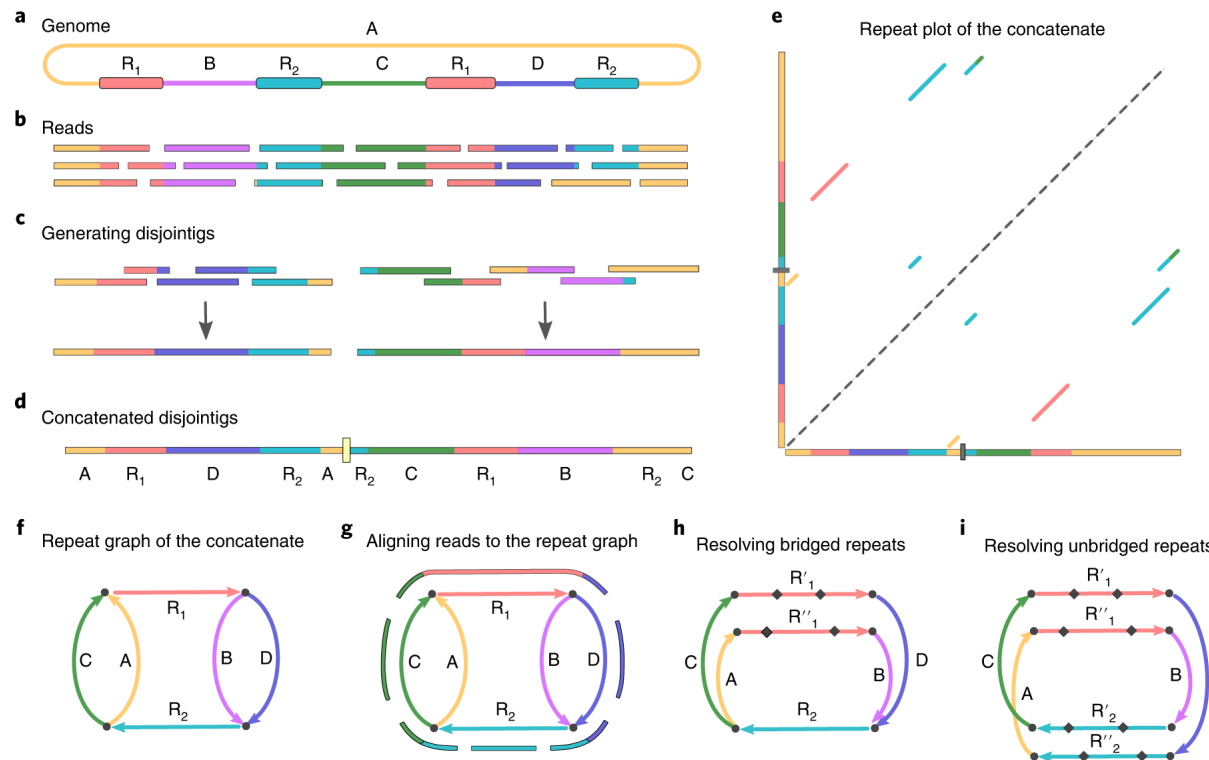 a
Genome
A
R1 B R2 C R1 D R2
b
Reads
c
Generating disjointigs
d
Concatenated disjointigs
A R1 D R2 A R2 C R1 B R2 C
e
Repeat plot of the concatenate
f
Repeat graph of the concatenate
R1
C A B D
R2
g
Aligning reads to the repeat graph
R1
C A B D
R2
h
Resolving bridged repeats
R′1
R′′1
C A B D
R2
i
Resolving unbridged repeats
R′1
R′′1
C A B
R′2
R′′2